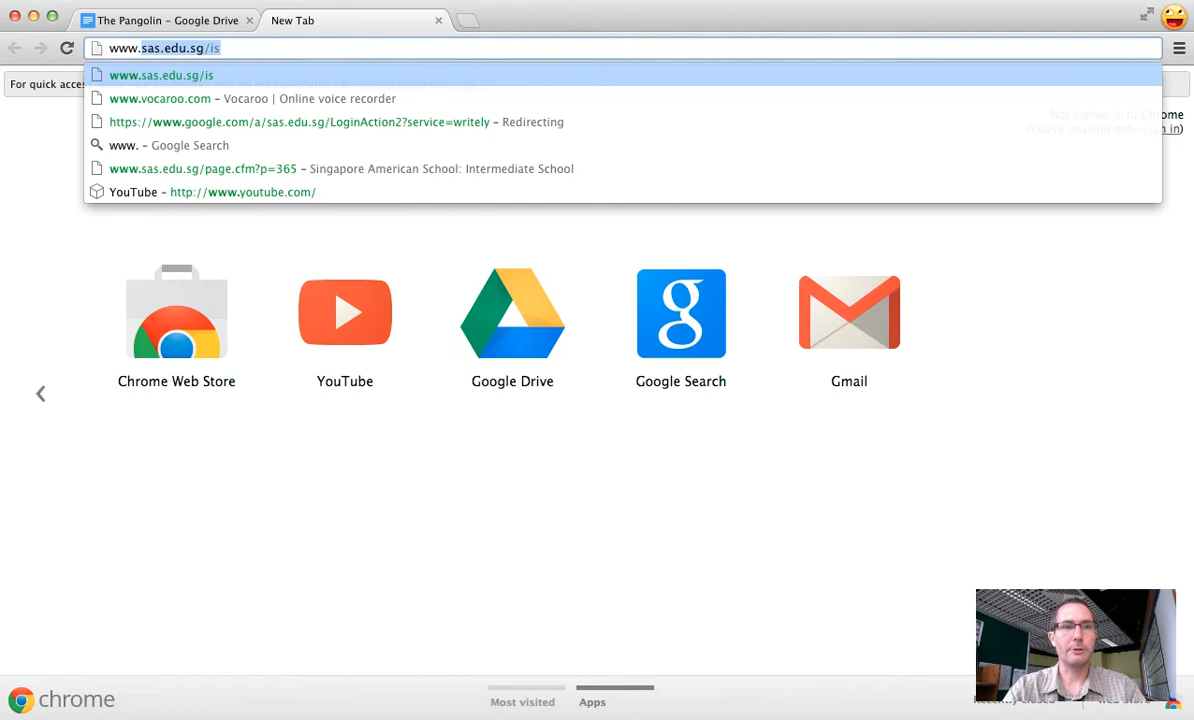 The Pangolin - Google Drive
New Tab
www.sas.edu.sg/is
www.sas.edu.sg/is
www.vocaroo.com - Vocaroo | Online voice recorder
https://www.google.com/a/sas.edu.sg/LoginAction2?service=writely - Redirecting
www. - Google Search
www.sas.edu.sg/page.cfm?p=365 - Singapore American School: Intermediate School
YouTube - http://www.youtube.com/
For quick acce
Not signed in to Chrome
in)
Chrome Web Store
YouTube
Google Drive
Google Search
Gmail
chrome
Most visited
Apps